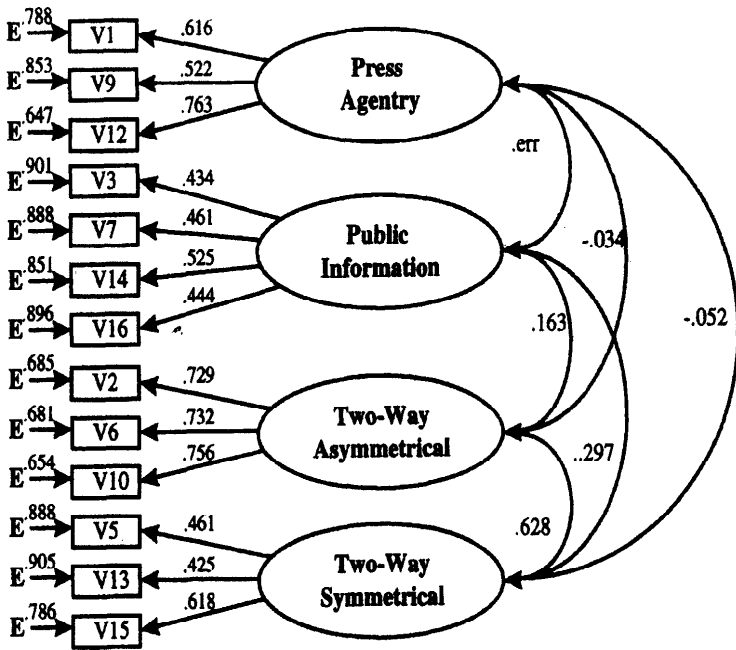 E .788 V1 .616
E .853 V9 .522
E .647 V12 .763
Press
Agentry
E .901 V3 .434
E .888 V7 .461
E .851 V14 .525
E .896 V16 .444
Public
Information
E .685 V2 .729
E .681 V6 .732
E .654 V10 .756
Two-Way
Asymmetrical
E .888 V5 .461
E .905 V13 .425
E .786 V15 .618
Two-Way
Symmetrical
.err
-.034
.163
-.052
.297
.628